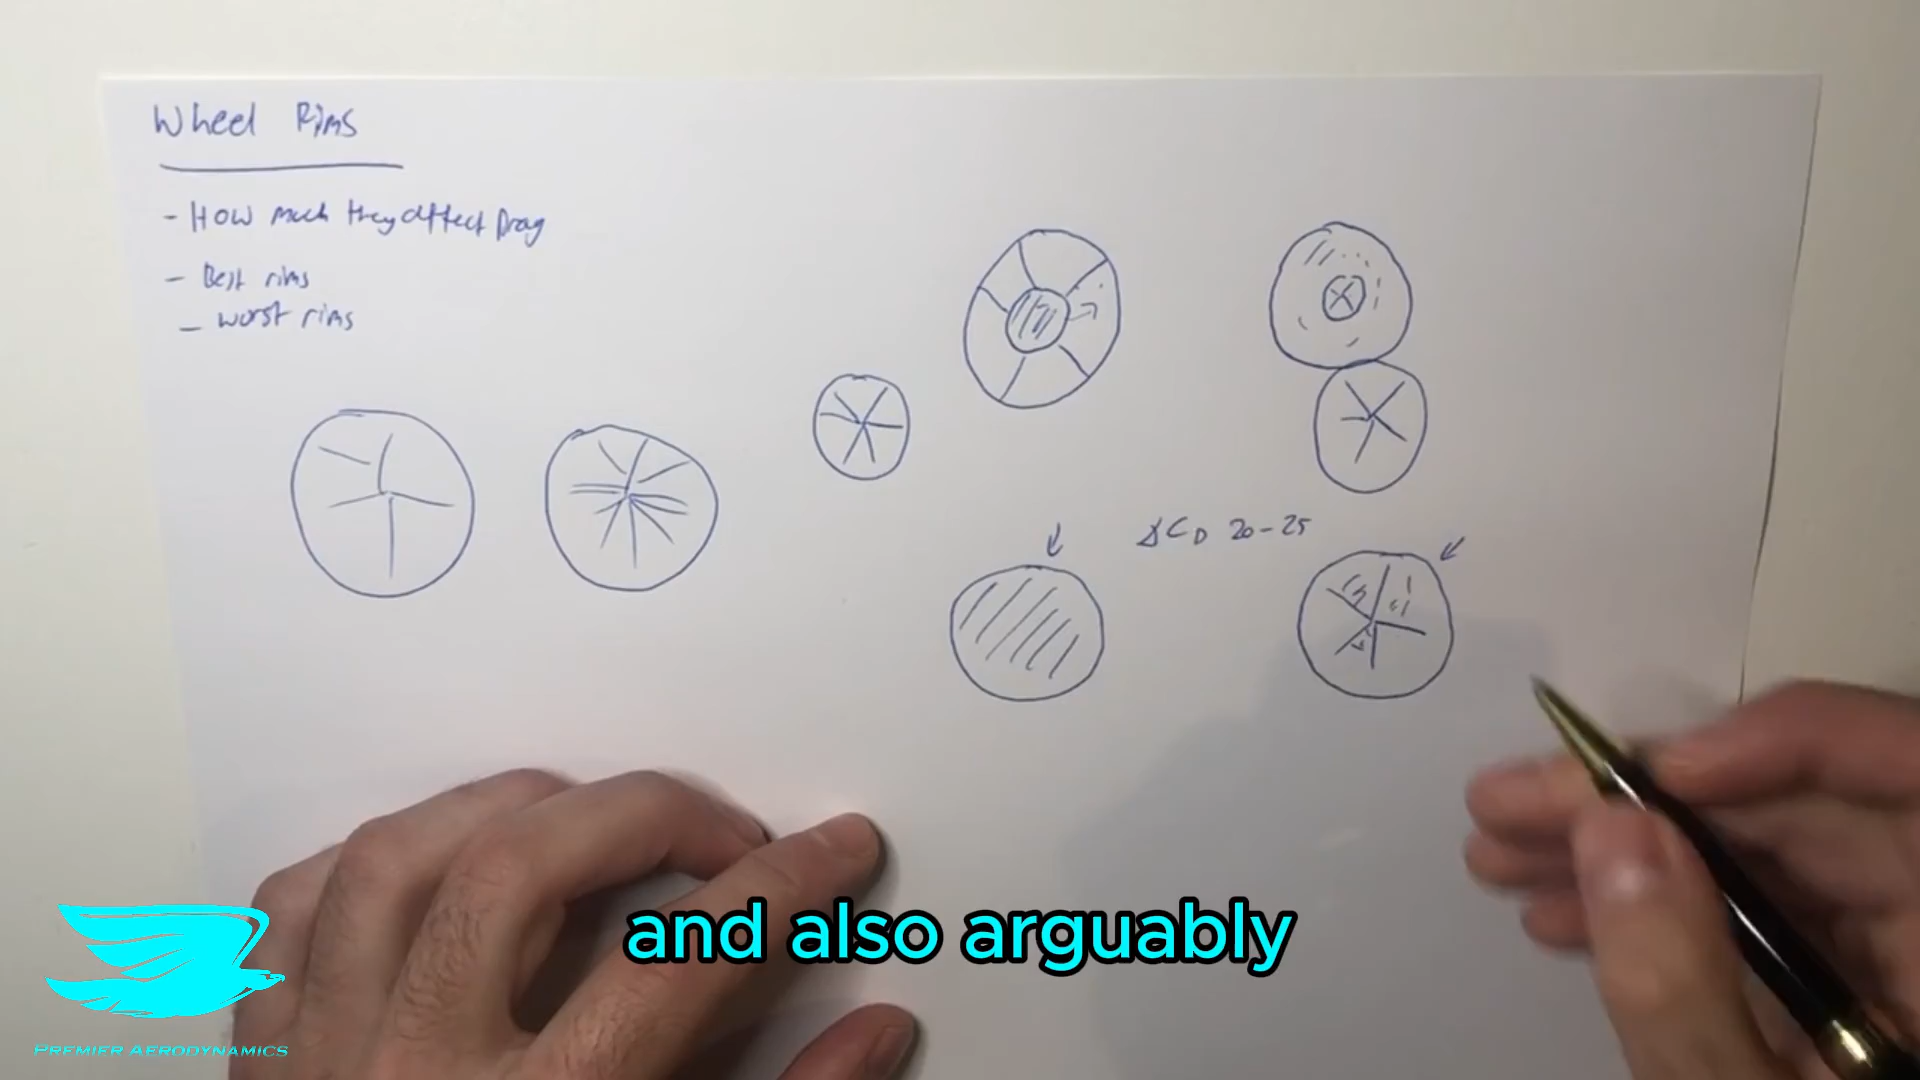 Wheel Rims
- How much they affect Drag
- Best rims
- worst rims
ΔCD 20-25
and also arguably
PREMIER AERODYNAMICS